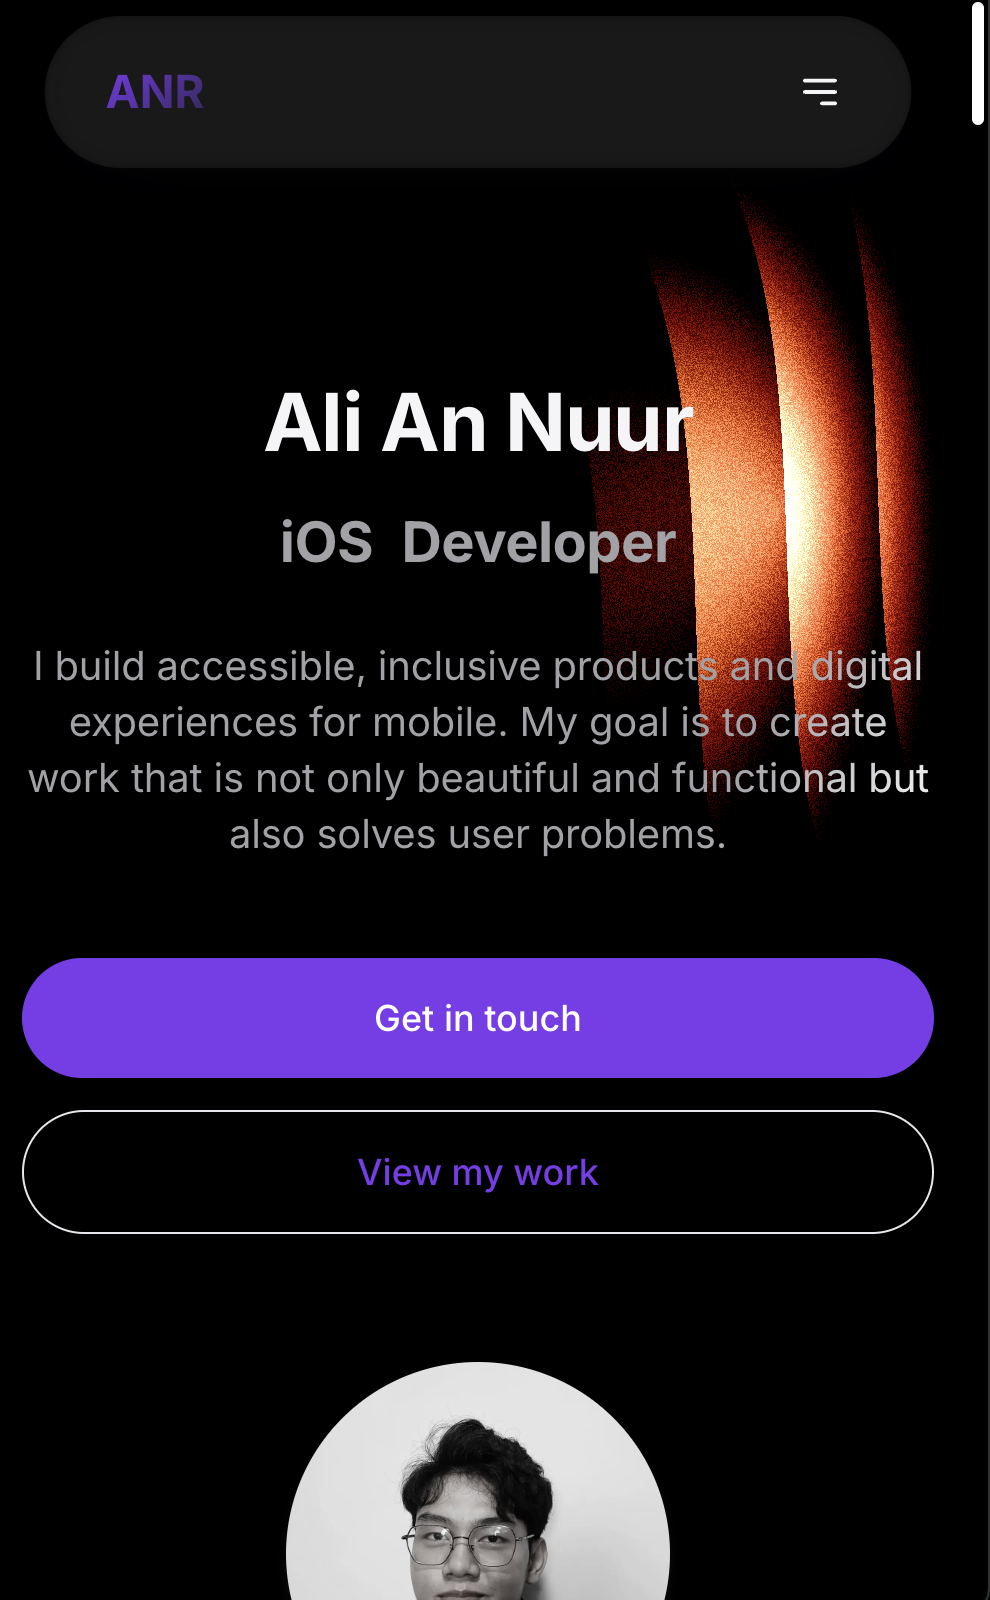 ANR
Ali An Nuur
iOS Developer
I build accessible, inclusive products and digital
experiences for mobile. My goal is to create
work that is not only beautiful and functional but
also solves user problems.
Get in touch
View my work